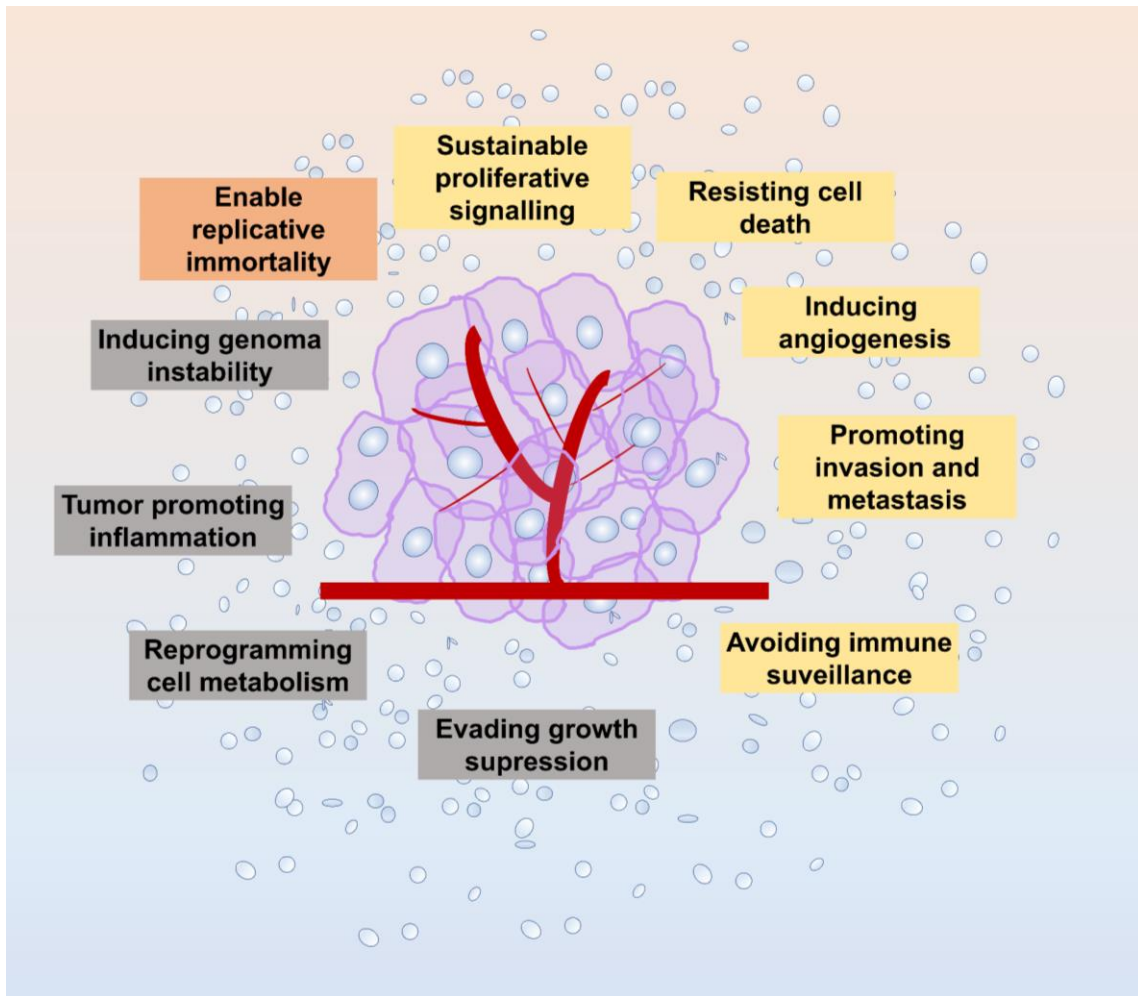 Sustainable
proliferative
signalling
Resisting cell
death
Enable
replicative
immortality
Inducing
angiogenesis
Inducing genoma
instability
Promoting
invasion and
metastasis
Tumor promoting
inflammation
Avoiding immune
suveillance
Reprogramming
cell metabolism
Evading growth
supression